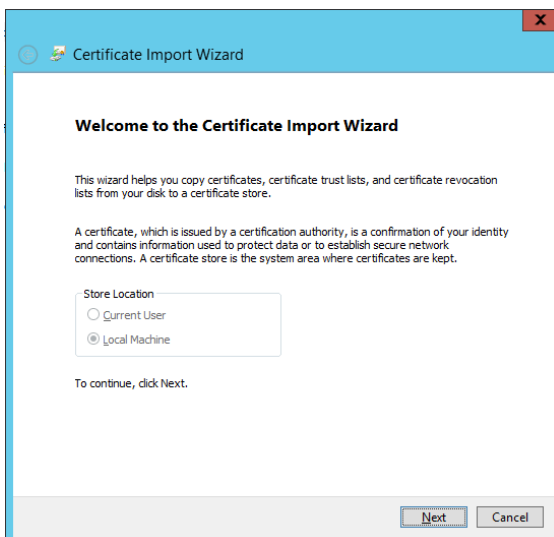 Certificate Import Wizard
Welcome to the Certificate Import Wizard
This wizard helps you copy certificates, certificate trust lists, and certificate revocation
lists from your disk to a certificate store.
A certificate, which is issued by a certification authority, is a confirmation of your identity
and contains information used to protect data or to establish secure network
connections. A certificate store is the system area where certificates are kept.
Store Location
Current User
Local Machine
To continue, click Next.
Next Cancel